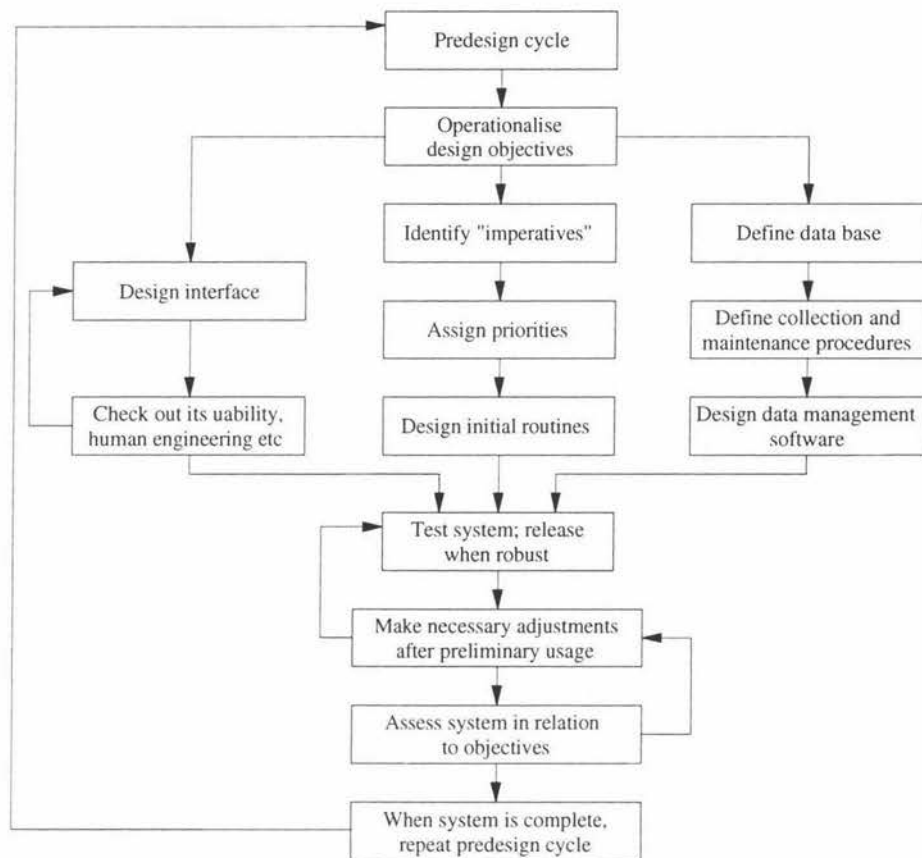 Predesign cycle
Operationalise
design objectives
Identify "imperatives"
Define data base
Design interface
Assign priorities
Define collection and
maintenance procedures
Check out its uability,
human engineering etc
Design initial routines
Design data management
software
Test system; release
when robust
Make necessary adjustments
after preliminary usage
Assess system in relation
to objectives
When system is complete,
repeat predesign cycle